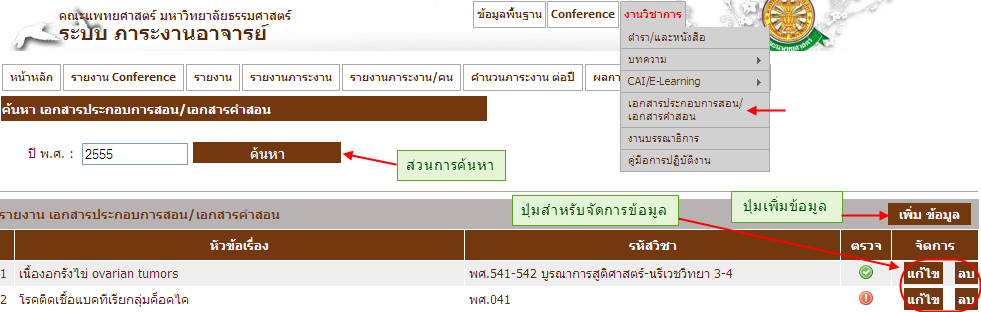 คณะแพทยศาสตร์ มหาวิทยาลัยธรรมศาสตร์
ระบบ ภาระงานอาจารย์
ข้อมูลพื้นฐาน Conference งานวิชาการ
ตำรา/และหนังสือ
บทความ
CAI/E-Learning
เอกสารประกอบการสอน/
เอกสารคำสอน
งานบรรณาธิการ
คู่มือการปฏิบัติงาน
หน้าหลัก รายงาน Conference รายงาน รายงานภาระงาน รายงานภาระงาน/คน คำนวนภาระงาน ต่อปี
ค้นหา เอกสารประกอบการสอน/เอกสารคำสอน
ปี พ.ศ. : 2555 ค้นหา
ส่วนการค้นหา
ปุ่มสำหรับจัดการข้อมูล ปุ่มเพิ่มข้อมูล
รายงาน เอกสารประกอบการสอน/เอกสารคำสอน เพิ่ม ข้อมูล
หัวข้อเรื่อง รหัสวิชา ตรวจ จัดการ
1 เนื้องอกรังไข่ ovarian tumors พศ.541-542 บูรณาการสูติศาสตร์-นรีเวชวิทยา 3-4 แก้ไข ลบ
2 โรคติดเชื้อแบคทีเรียกลุ่มค็อคไค พศ.041 แก้ไข ลบ